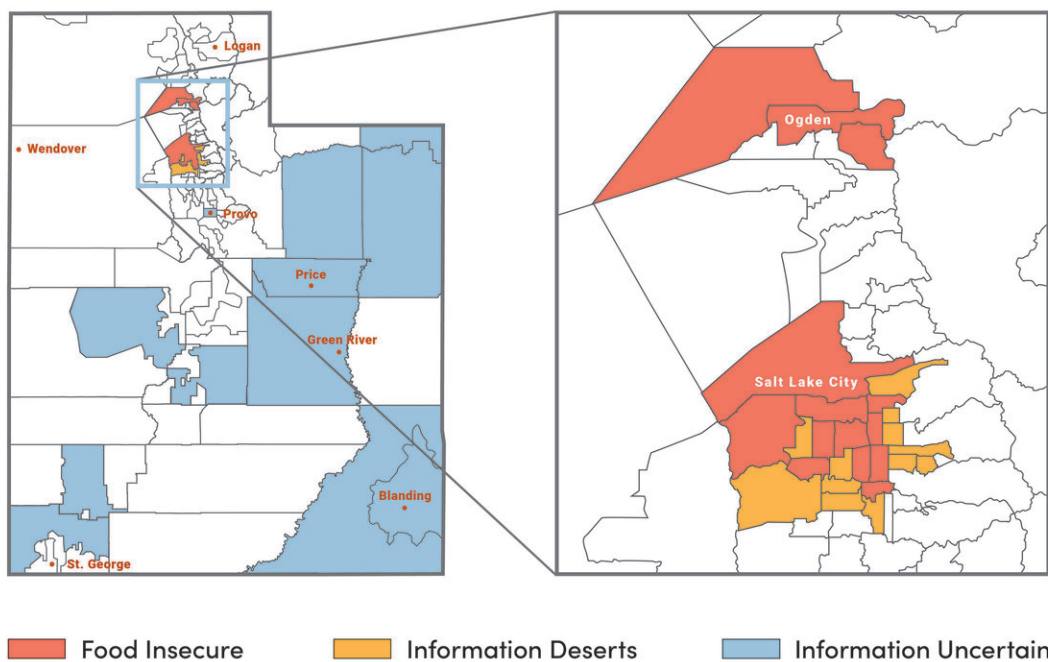 Logan
Wendover
Provo
Price
Green River
Blanding
St. George
Ogden
Salt Lake City
Food Insecure
Information Deserts
Information Uncertain